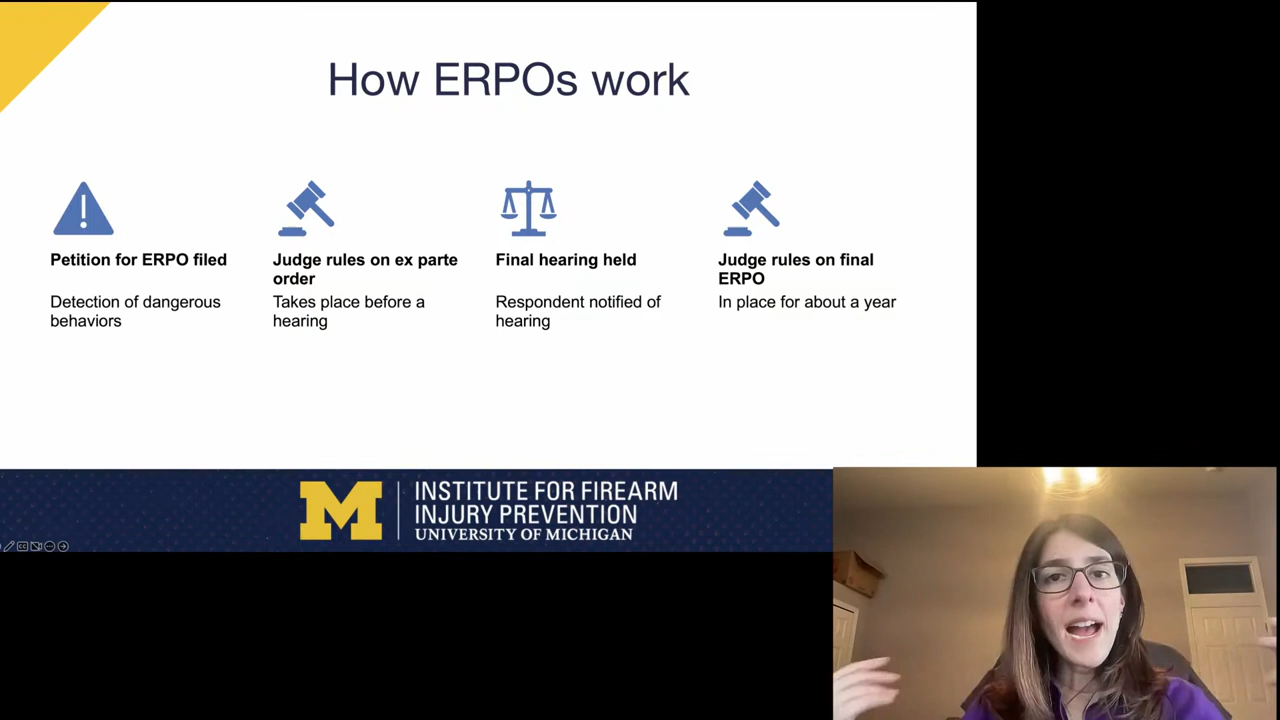 How ERPOs work
Petition for ERPO filed
Detection of dangerous
behaviors
Judge rules on ex parte
order
Takes place before a
hearing
Final hearing held
Respondent notified of
hearing
Judge rules on final
ERPO
In place for about a year
M
INSTITUTE FOR FIREARM
INJURY PREVENTION
UNIVERSITY OF MICHIGAN